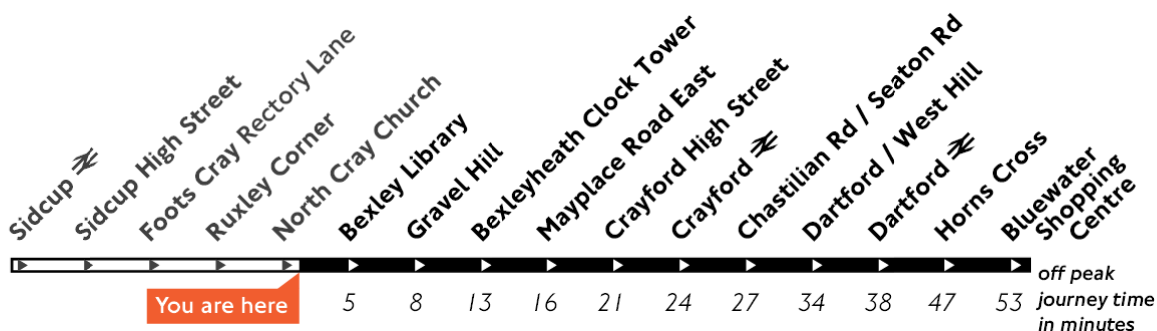 Sidcup
Sidcup High Street
Foots Cray Rectory Lane
Ruxley Corner
North Cray Church
Bexley Library
Gravel Hill
Bexleyheath Clock Tower
Mayplace Road East
Crayford High Street
Crayford
Chastilian Rd / Seaton Rd
Dartford / West Hill
Dartford
Horns Cross
Bluewater
Shopping
Centre
You are here
5 8 13 16 21 24 27 34 38 47 53
off peak
journey time
in minutes